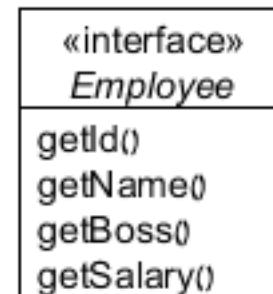 «interface»
Employee
getId()
getName()
getBoss()
getSalary()